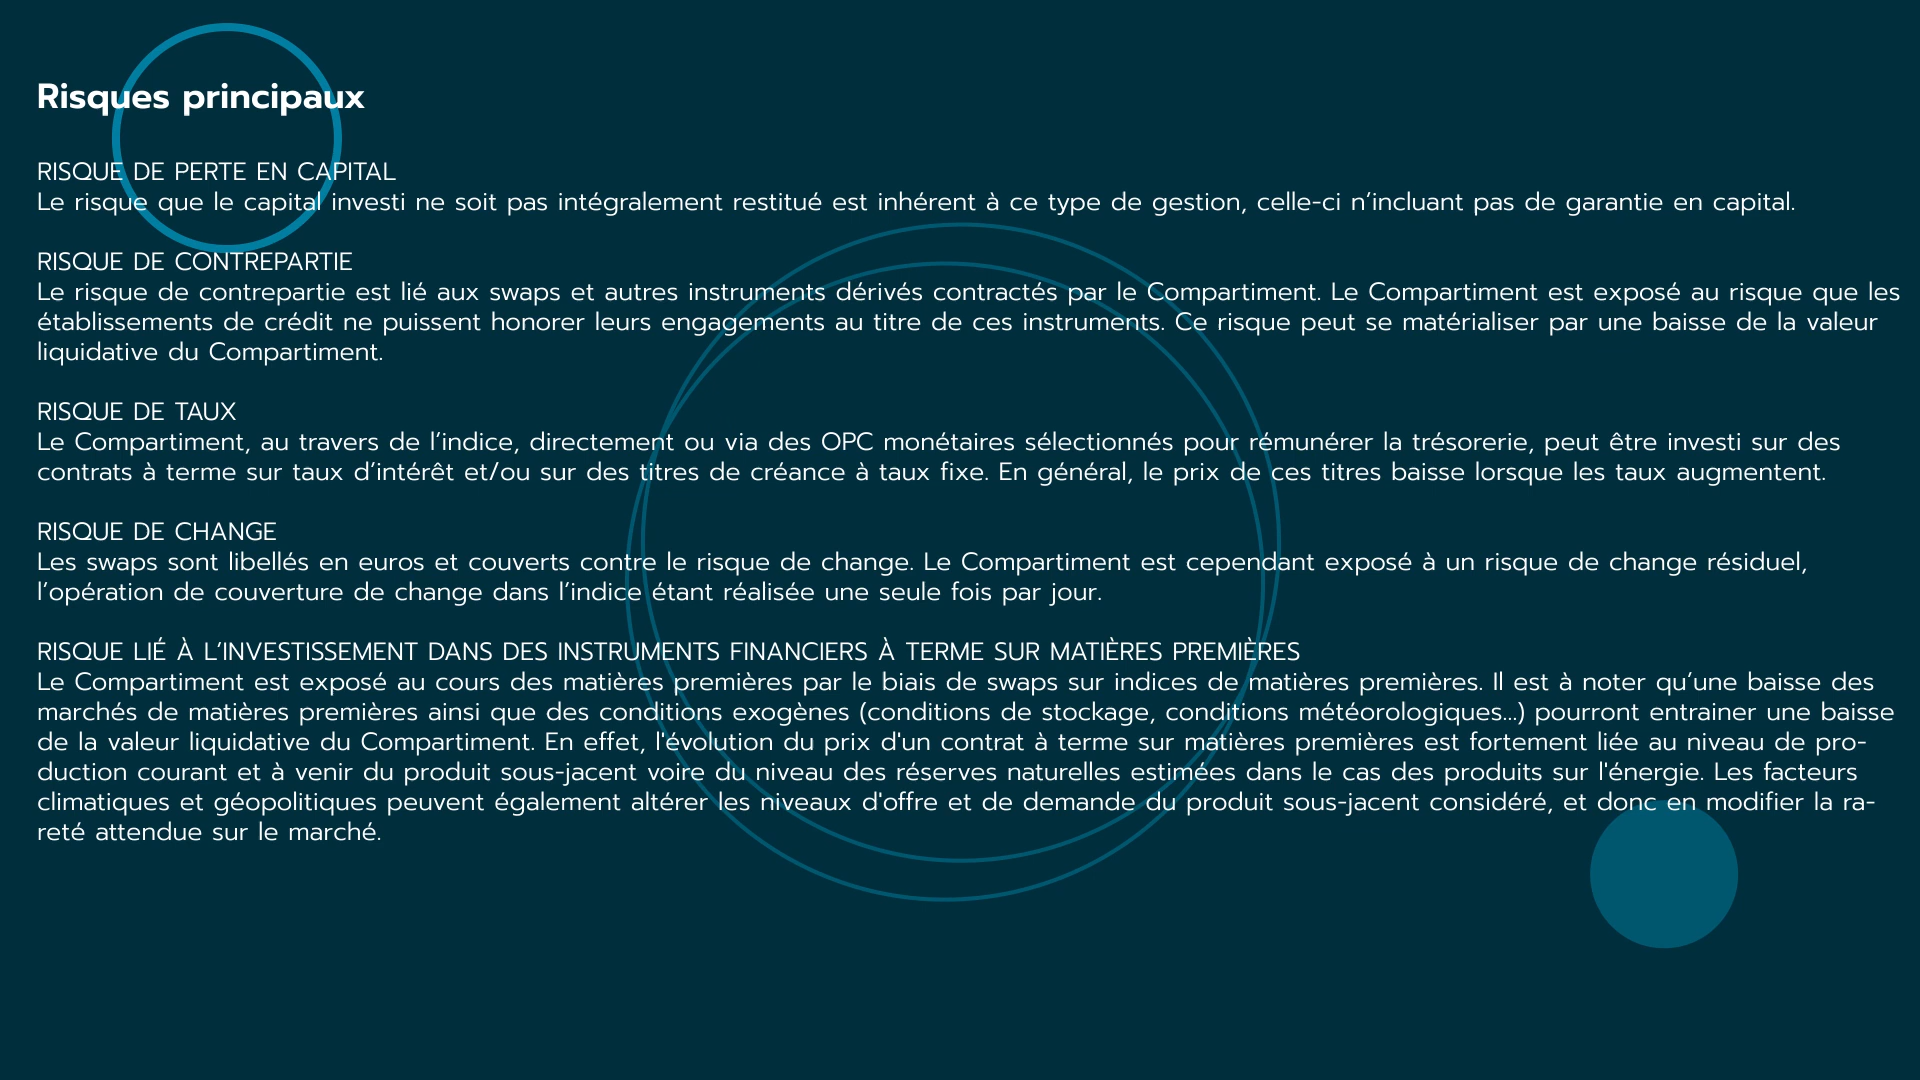 Risques principaux
RISQUE DE PERTE EN CAPITAL
Le risque que le capital investi ne soit pas intégralement restitué est inhérent à ce type de gestion, celle-ci n’incluant pas de garantie en capital.
RISQUE DE CONTREPARTIE
Le risque de contrepartie est lié aux swaps et autres instruments dérivés contractés par le Compartiment. Le Compartiment est exposé au risque que les
établissements de crédit ne puissent honorer leurs engagements au titre de ces instruments. Ce risque peut se matérialiser par une baisse de la valeur
liquidative du Compartiment.
RISQUE DE TAUX
Le Compartiment, au travers de l’indice, directement ou via des OPC monétaires sélectionnés pour rémunérer la trésorerie, peut être investi sur des
contrats à terme sur taux d’intérêt et/ou sur des titres de créance à taux fixe. En général, le prix de ces titres baisse lorsque les taux augmentent.
RISQUE DE CHANGE
Les swaps sont libellés en euros et couverts contre le risque de change. Le Compartiment est cependant exposé à un risque de change résiduel,
l’opération de couverture de change dans l’indice étant réalisée une seule fois par jour.
RISQUE LIÉ À L’INVESTISSEMENT DANS DES INSTRUMENTS FINANCIERS À TERME SUR MATIÈRES PREMIÈRES
Le Compartiment est exposé au cours des matières premières par le biais de swaps sur indices de matières premières. Il est à noter qu’une baisse des
marchés de matières premières ainsi que des conditions exogènes (conditions de stockage, conditions météorologiques...) pourront entrainer une baisse
de la valeur liquidative du Compartiment. En effet, l'évolution du prix d'un contrat à terme sur matières premières est fortement liée au niveau de pro-
duction courant et à venir du produit sous-jacent voire du niveau des réserves naturelles estimées dans le cas des produits sur l'énergie. Les facteurs
climatiques et géopolitiques peuvent également altérer les niveaux d'offre et de demande du produit sous-jacent considéré, et donc en modifier la ra-
reté attendue sur le marché.